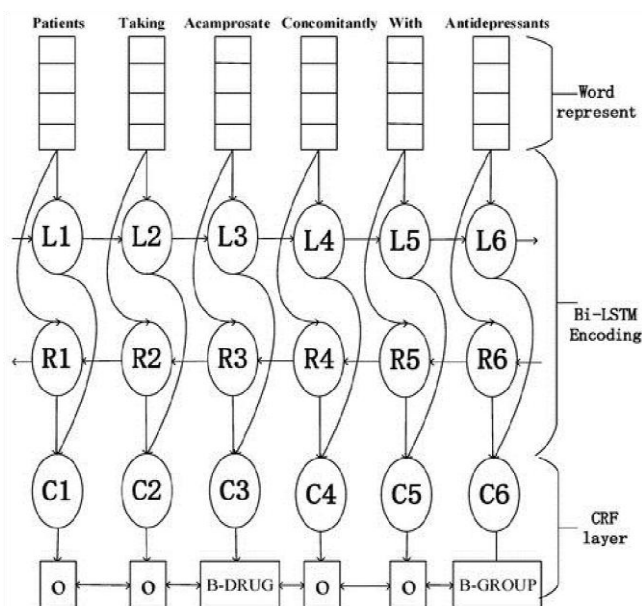 Patients Taking Acamprosate Concomitantly With Antidepressants
Word
represent
L1 L2 L3 L4 L5 L6
Bi-LSTM
Encoding
R1 R2 R3 R4 R5 R6
C1 C2 C3 C4 C5 C6
CRF
layer
O O B-DRUG O O B-GROUP